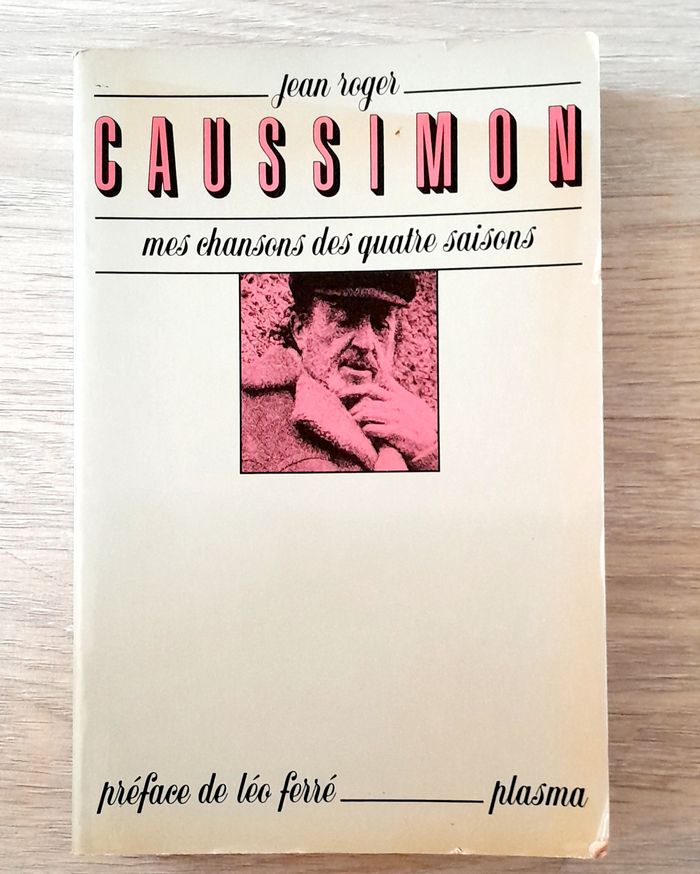 jean roger
CAUSSIMON
mes chansons des quatre saisons
préface de léo ferré plasma